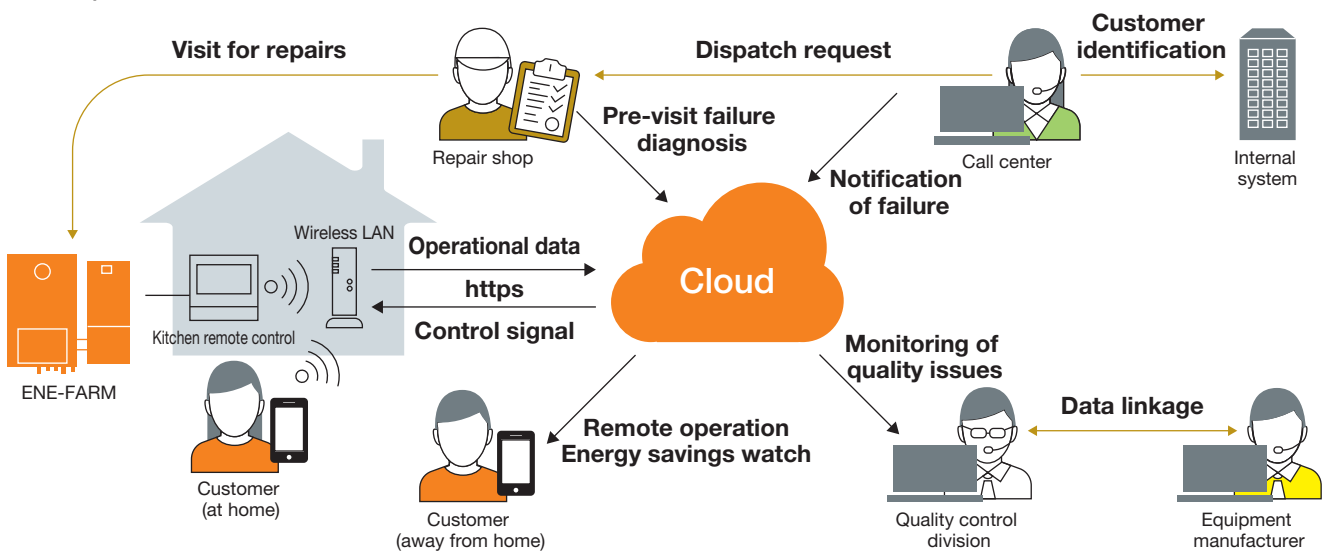 Visit for repairs
Dispatch request
Customer
identification
Repair shop
Pre-visit failure
diagnosis
Call center
Internal
system
Notification
of failure
Wireless LAN
Operational data
https
Control signal
Cloud
Kitchen remote control
ENE-FARM
Monitoring of
quality issues
Remote operation
Energy savings watch
Data linkage
Customer
(at home)
Customer
(away from home)
Quality control
division
Equipment
manufacturer